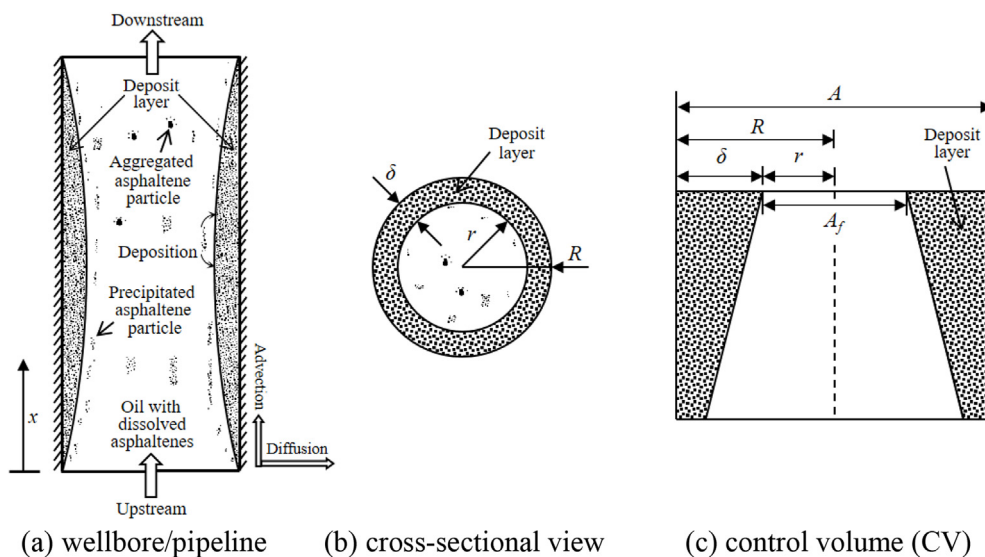 Downstream
Deposit
layer
Aggregated
asphaltene
particle
Deposition
Precipitated
asphaltene
particle
x
Oil with
dissolved
asphaltenes
Upstream
Advection
Diffusion
(a) wellbore/pipeline
Deposit
layer
δ
r
R
(b) cross-sectional view
A
R
δ
r
Deposit
layer
A_f
(c) control volume (CV)